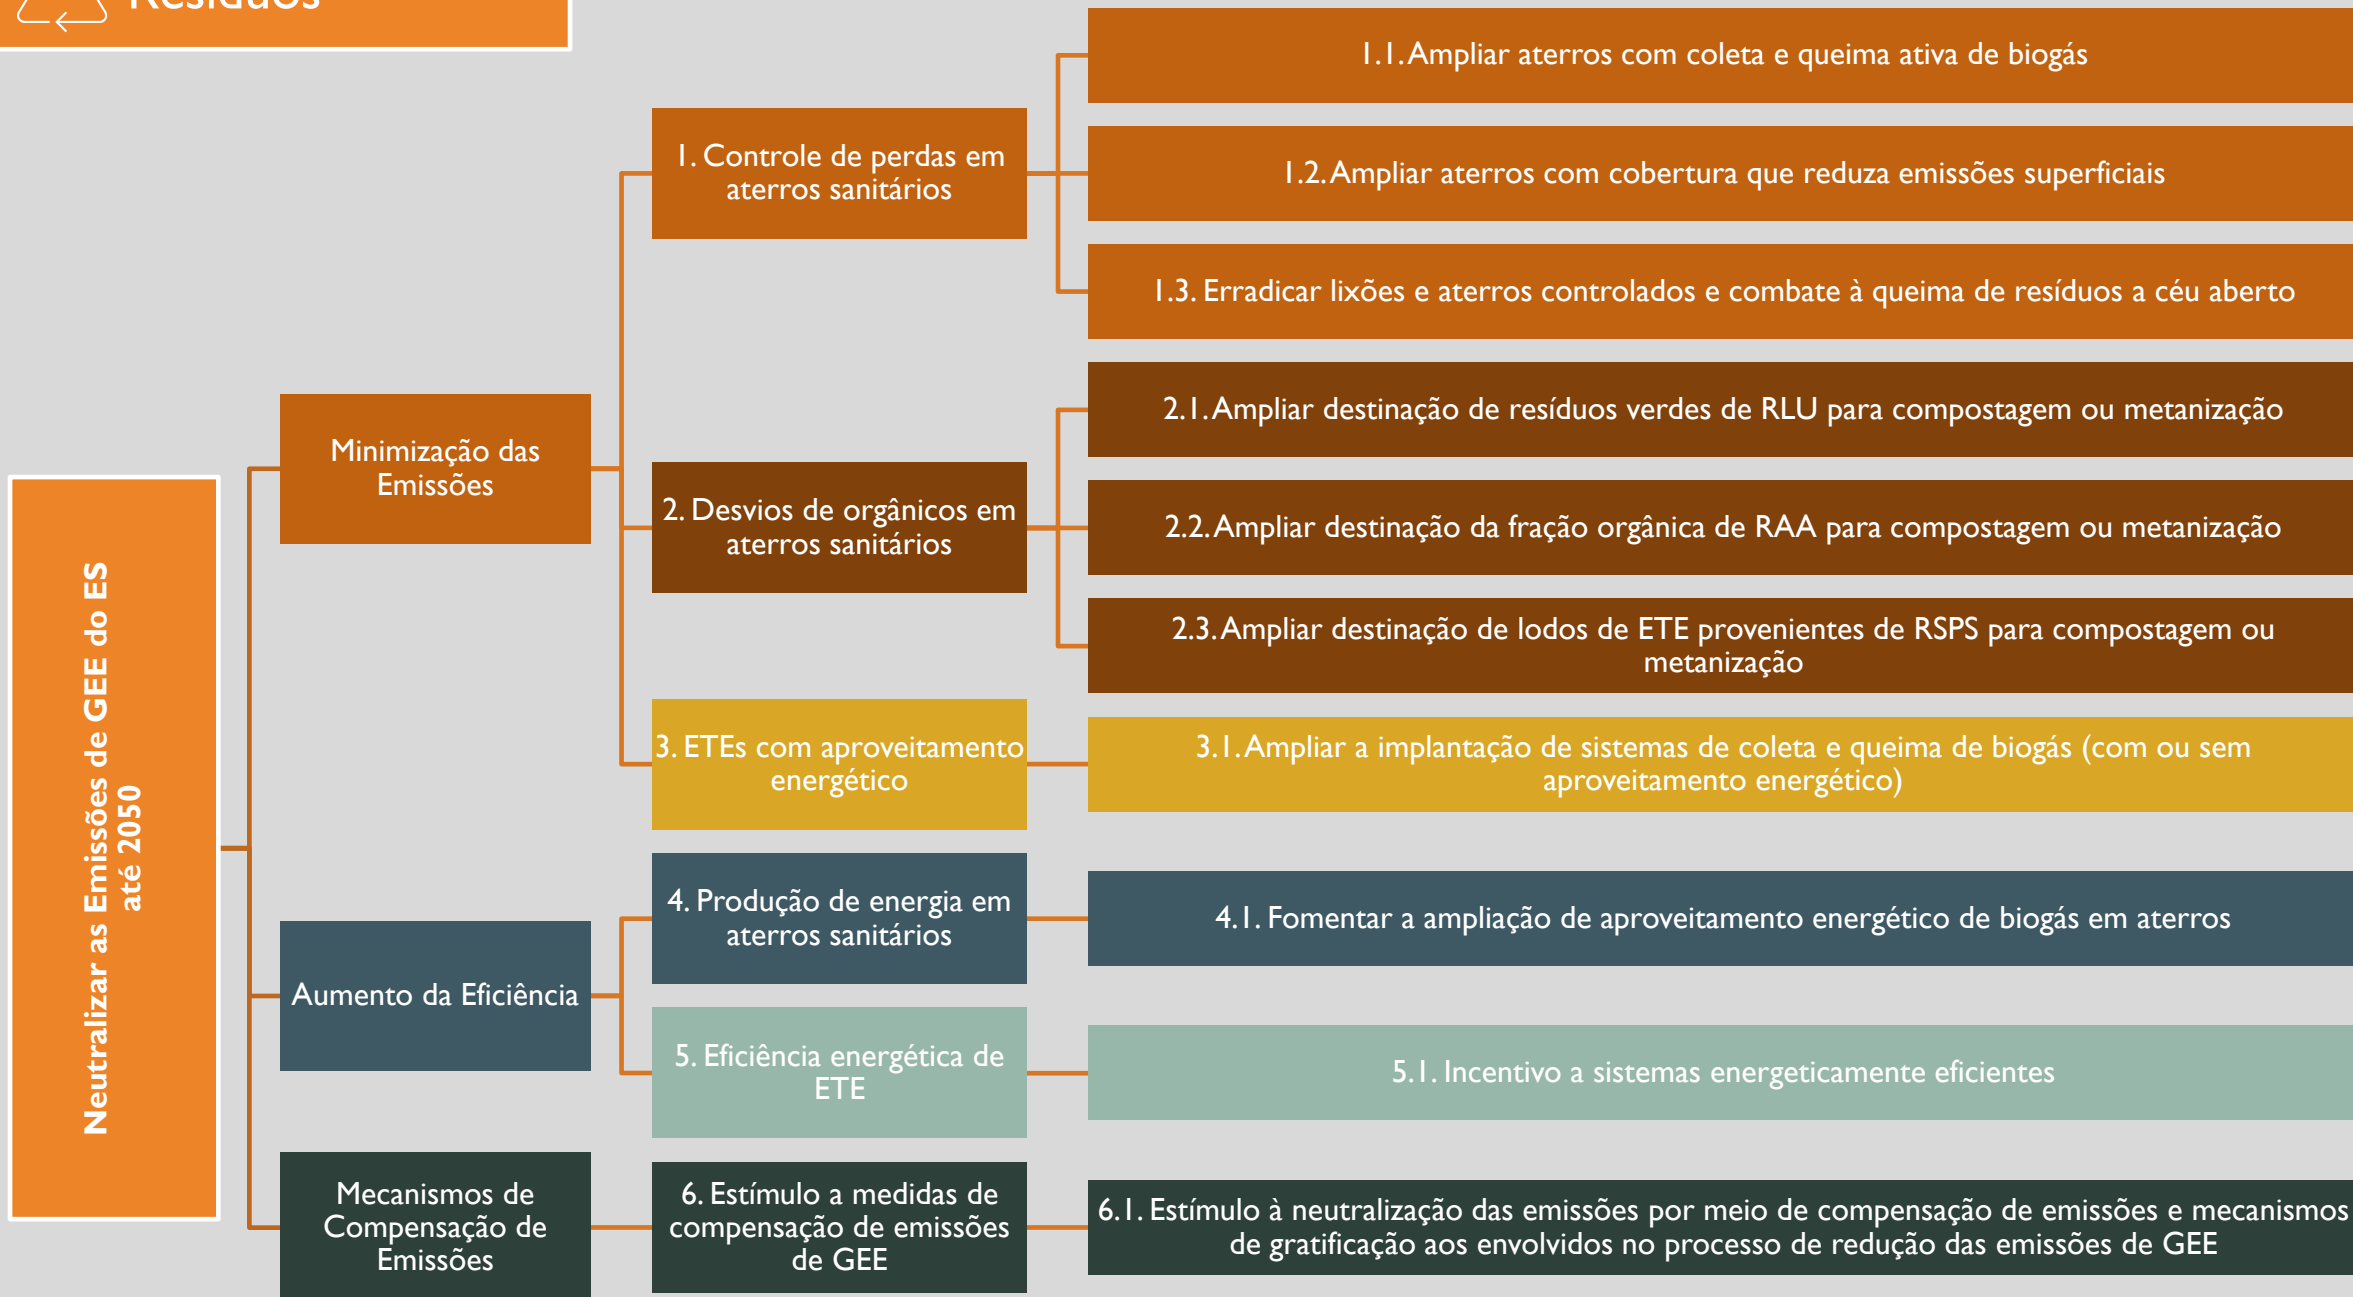 Resíduos
Neutralizar as Emissões de GEE do ES
até 2050
Minimização das
Emissões
1. Controle de perdas em
aterros sanitários
1.1. Ampliar aterros com coleta e queima ativa de biogás
1.2. Ampliar aterros com cobertura que reduza emissões superficiais
1.3. Erradicar lixões e aterros controlados e combate à queima de resíduos a céu aberto
2. Desvios de orgânicos em
aterros sanitários
2.1. Ampliar destinação de resíduos verdes de RLU para compostagem ou metanização
2.2. Ampliar destinação da fração orgânica de RAA para compostagem ou metanização
2.3. Ampliar destinação de lodos de ETE provenientes de RSPS para compostagem ou
metanização
3. ETEs com aproveitamento
energético
3.1. Ampliar a implantação de sistemas de coleta e queima de biogás (com ou sem
aproveitamento energético)
Aumento da Eficiência
4. Produção de energia em
aterros sanitários
4.1. Fomentar a ampliação de aproveitamento energético de biogás em aterros
5. Eficiência energética de
ETE
5.1. Incentivo a sistemas energeticamente eficientes
Mecanismos de
Compensação de
Emissões
6. Estímulo a medidas de
compensação de emissões
de GEE
6.1. Estímulo à neutralização das emissões por meio de compensação de emissões e mecanismos
de gratificação aos envolvidos no processo de redução das emissões de GEE